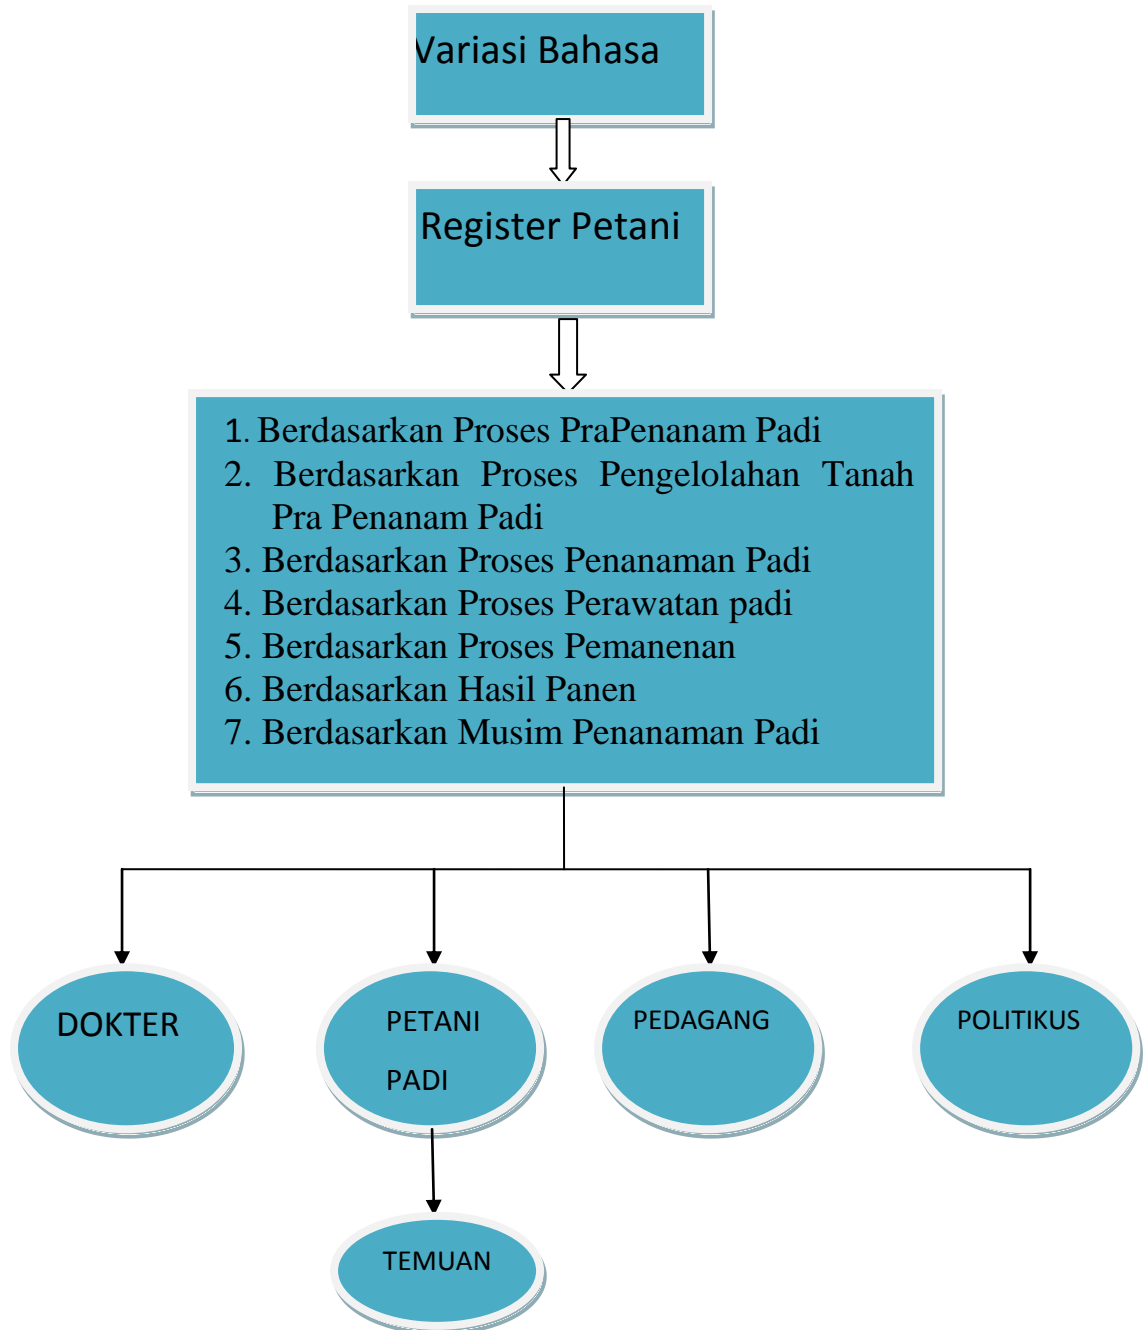 Variasi Bahasa
Register Petani
1. Berdasarkan Proses PraPenanam Padi
2. Berdasarkan Proses Pengelolahan Tanah
Pra Penanam Padi
3. Berdasarkan Proses Penanaman Padi
4. Berdasarkan Proses Perawatan padi
5. Berdasarkan Proses Pemanenan
6. Berdasarkan Hasil Panen
7. Berdasarkan Musim Penanaman Padi
DOKTER
PETANI
PADI
PEDAGANG
POLITIKUS
TEMUAN